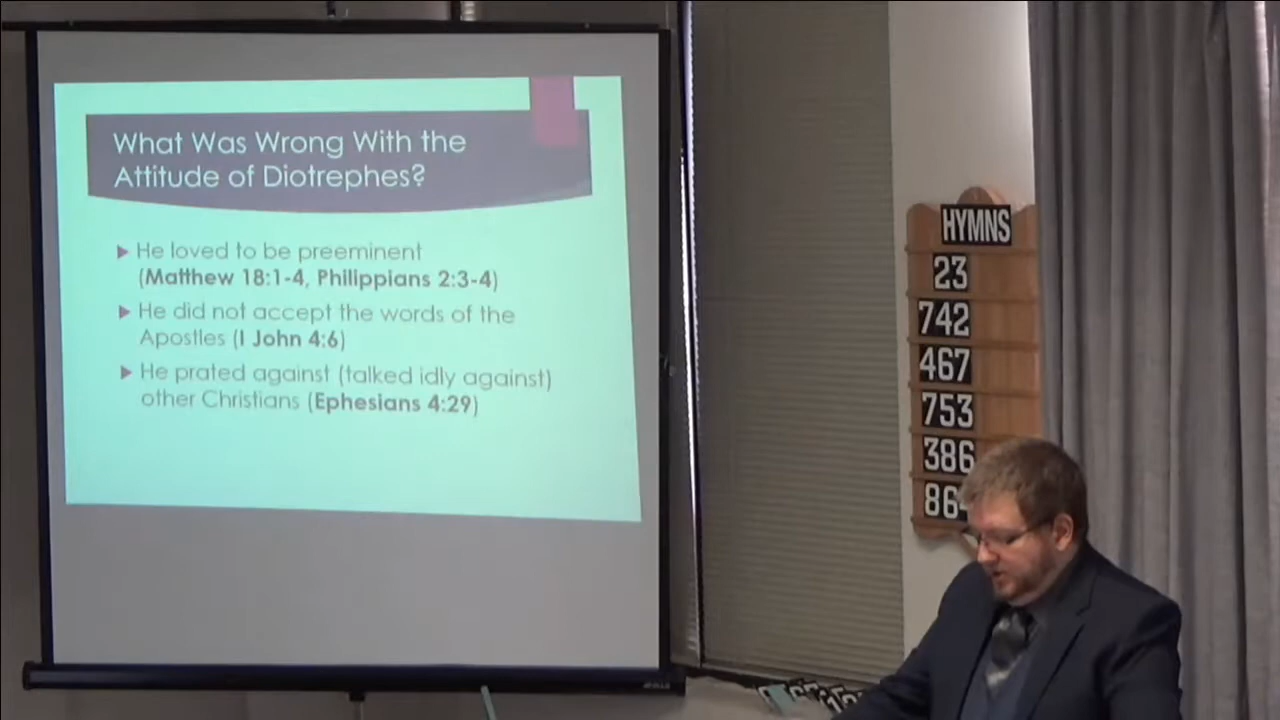 What Was Wrong With the
Attitude of Diotrephes?
He loved to be preeminent
(Matthew 18:1-4, Philippians 2:3-4)
He did not accept the words of the
Apostles (I John 4:6)
He prated against (talked idly against)
other Christians (Ephesians 4:29)
HYMNS
23
742
467
753
386